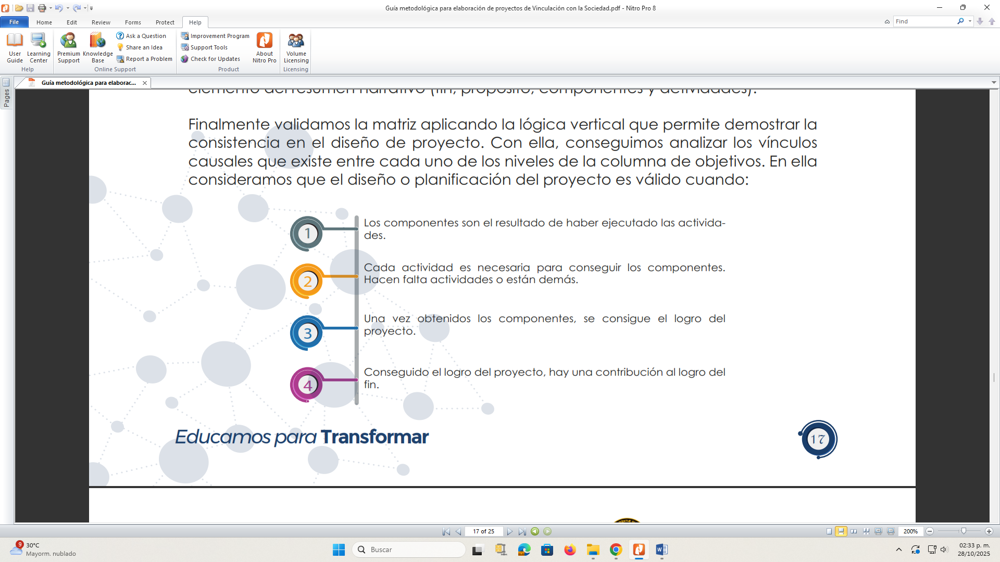 Guía metodológica para elaboración de proyectos de Vinculación con la Sociedad.pdf - Nitro Pro 8
File Home Edit Review Forms Protect Help
Find
User Guide
Learning Center
Help
Premium Support
Knowledge Base
Ask a Question
Share an Idea
Report a Problem
Online Support
Improvement Program
Support Tools
Check for Updates
About Nitro Pro
Product
Volume Licensing
Licensing
Guía metodológica para elaborac...
Pages
elemento del resumen narrativo (fin, propósito, componentes y actividades).
Finalmente validamos la matriz aplicando la lógica vertical que permite demostrar la
consistencia en el diseño de proyecto. Con ella, conseguimos analizar los vínculos
causales que existe entre cada uno de los niveles de la columna de objetivos. En ella
consideramos que el diseño o planificación del proyecto es válido cuando:
1
Los componentes son el resultado de haber ejecutado las activida-
des.
2
Cada actividad es necesaria para conseguir los componentes.
Hacen falta actividades o están demás.
3
Una vez obtenidos los componentes, se consigue el logro del
proyecto.
4
Conseguido el logro del proyecto, hay una contribución al logro del
fin.
Educamos para Transformar
17
17 of 25
200%
9
30°C
Mayorm. nublado
Buscar
02:33 p. m.
28/10/2025